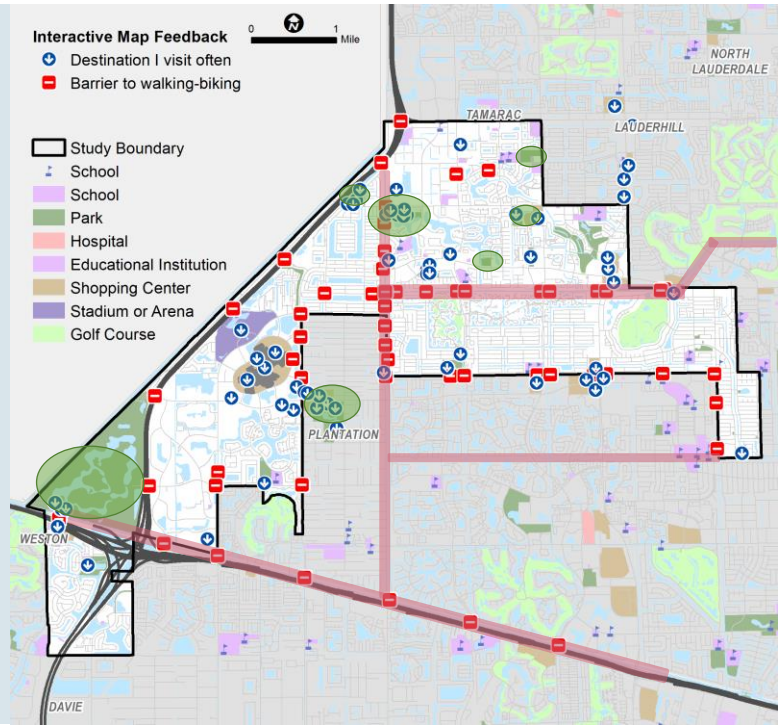 Interactive Map Feedback
Destination I visit often
Barrier to walking-biking
0 1
Mile
N
Study Boundary
School
School
Park
Hospital
Educational Institution
Shopping Center
Stadium or Arena
Golf Course
NORTH
LAUDERDALE
TAMARAC
LAUDERHILL
PLANTATION
WESTON
DAVIE